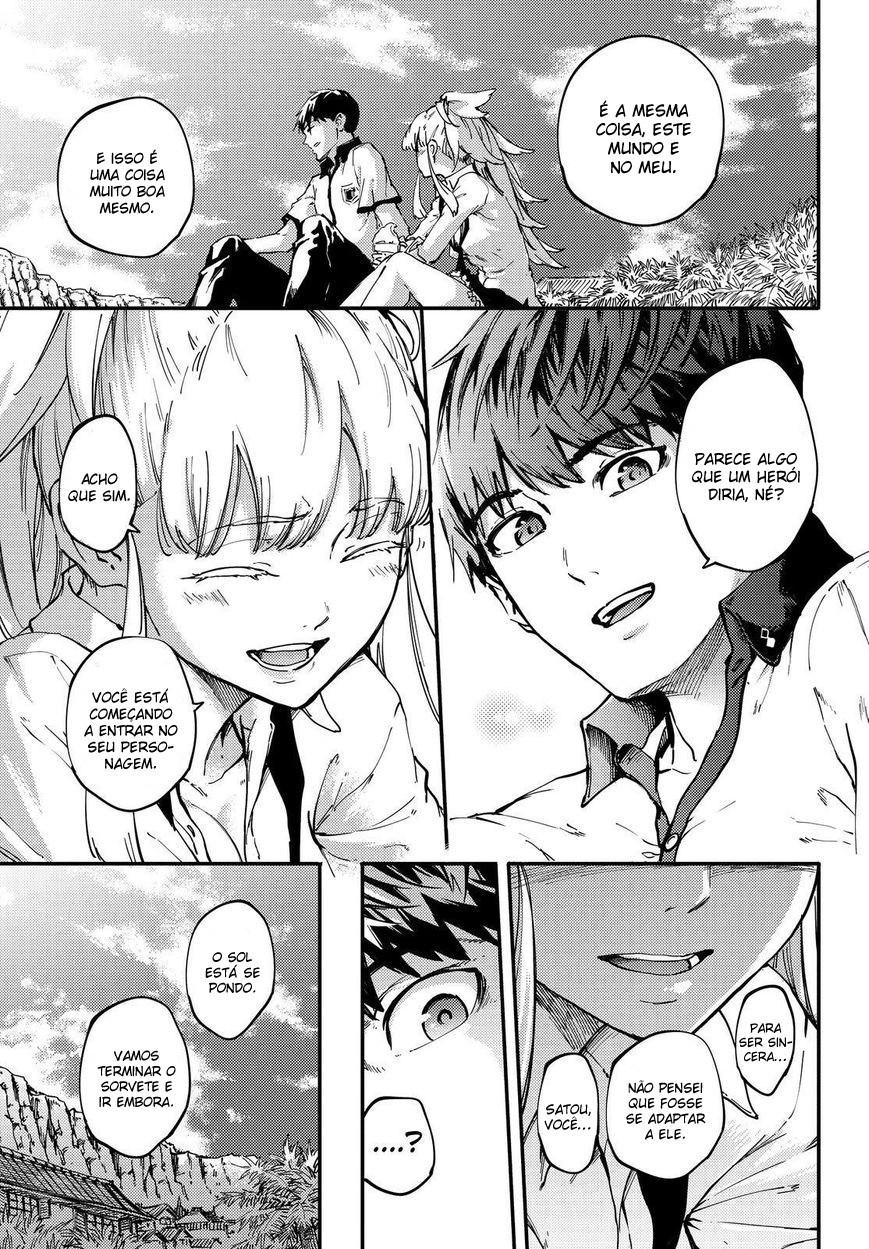 É A MESMA
COISA, ESTE
MUNDO E
NO MEU.
E ISSO É
UMA COISA
MUITO BOA
MESMO.
PARECE ALGO
QUE UM HERÓI
DIRIA, NÉ?
ACHO
QUE SIM.
VOCÊ ESTÁ
COMEÇANDO
A ENTRAR NO
SEU PERSO-
NAGEM.
PARA
SER SIN-
CERA...
NÃO PENSEI
QUE FOSSE
SE ADAPTAR
A ELE.
SATOU,
VOCÊ...
....?
O SOL
ESTÁ SE
PONDO.
VAMOS
TERMINAR O
SORVETE E
IR EMBORA.